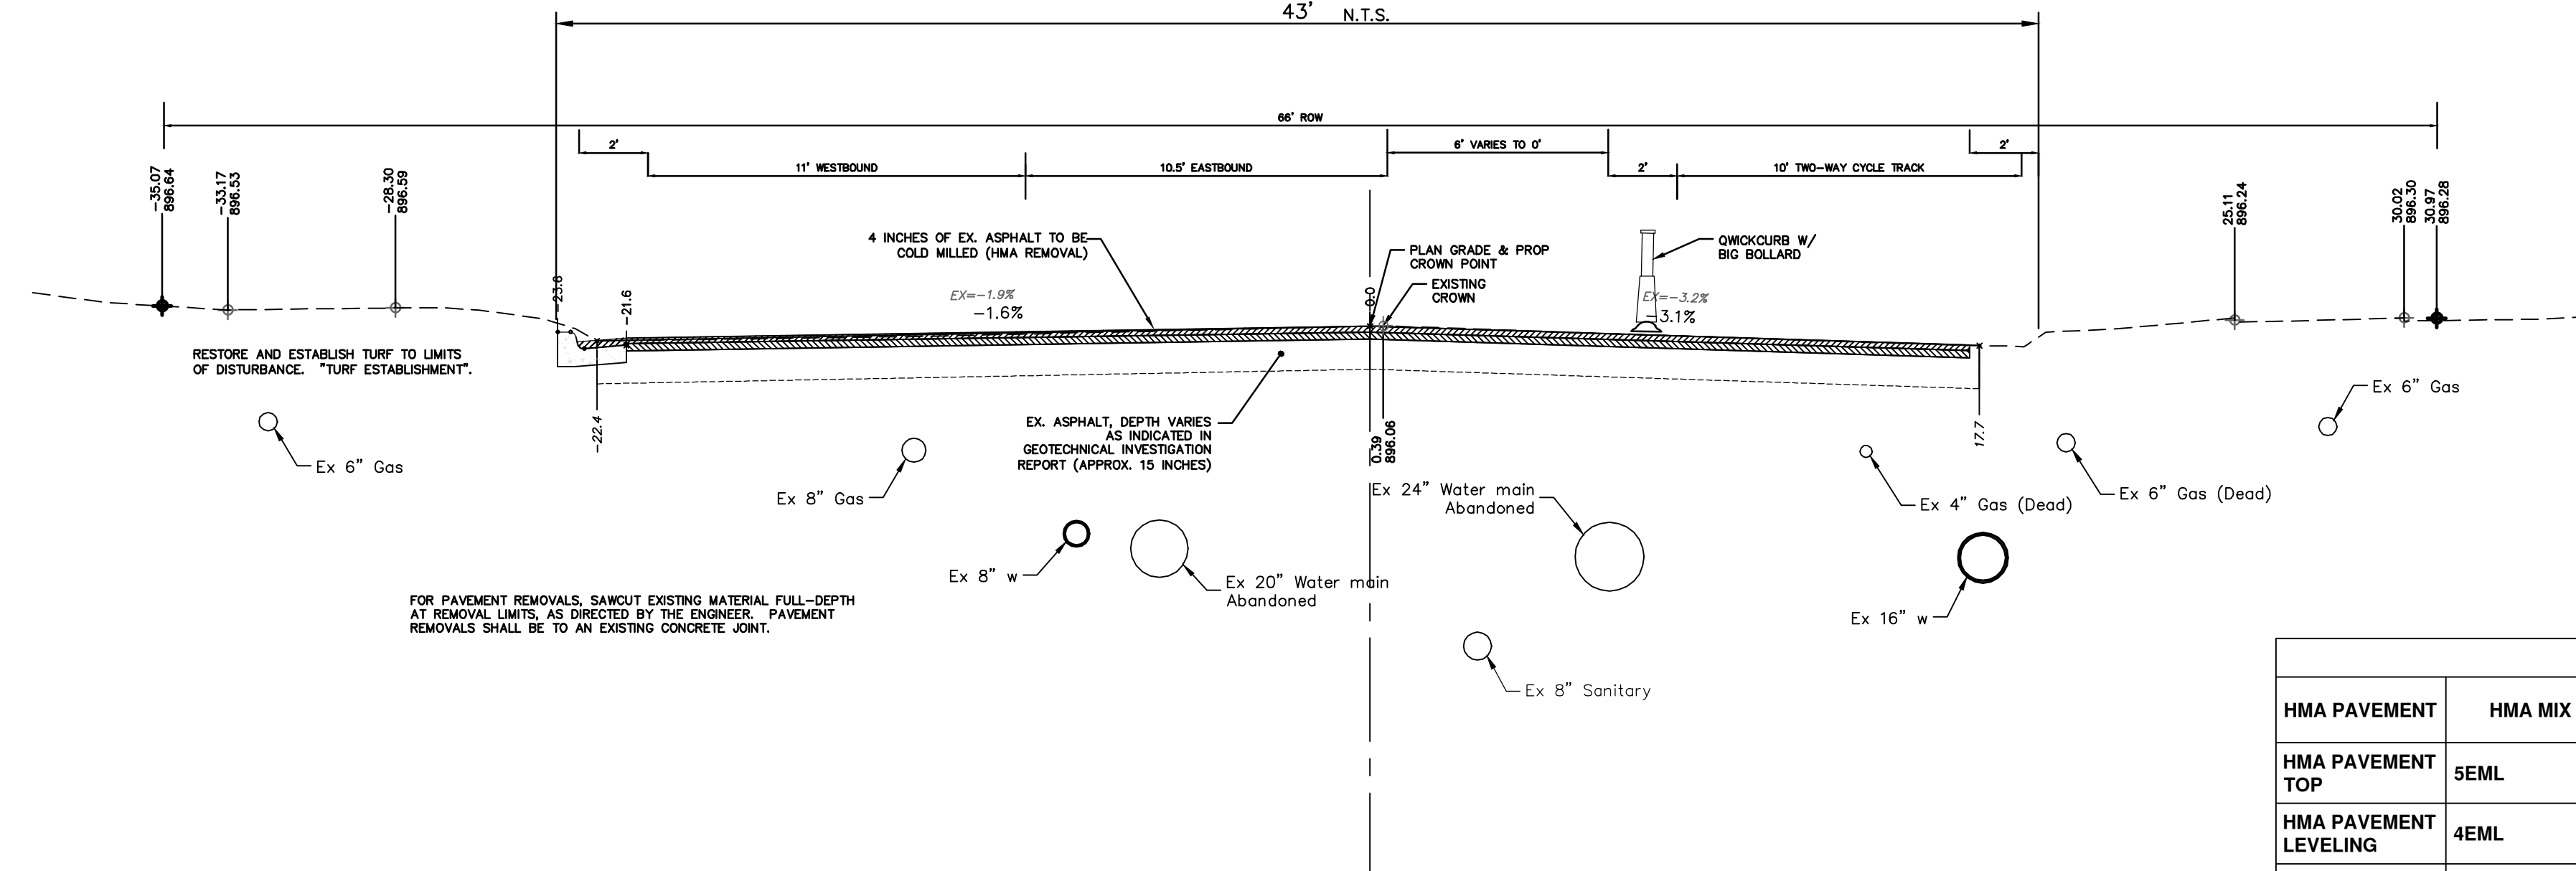 43' N.T.S.
66' ROW
2'
11' WESTBOUND
10.5' EASTBOUND
6' VARIES TO 0'
2'
10' TWO-WAY CYCLE TRACK
2'
-35.07
896.64
-33.17
896.53
-28.30
896.59
-23.6
-21.6
4 INCHES OF EX. ASPHALT TO BE
COLD MILLED (HMA REMOVAL)
EX=-1.9%
-1.6%
0.0
PLAN GRADE & PROP
CROWN POINT
EXISTING
CROWN
QWICKCURB W/
BIG BOLLARD
EX=-3.2%
-3.1%
25.11
896.24
30.02
896.30
30.97
896.28
RESTORE AND ESTABLISH TURF TO LIMITS
OF DISTURBANCE. "TURF ESTABLISHMENT".
-22.4
EX. ASPHALT, DEPTH VARIES
AS INDICATED IN
GEOTECHNICAL INVESTIGATION
REPORT (APPROX. 15 INCHES)
0.39
896.06
17.7
Ex 6" Gas
Ex 6" Gas
Ex 8" Gas
Ex 24" Water main
Abandoned
Ex 4" Gas (Dead)
Ex 6" Gas (Dead)
Ex 8" w
Ex 20" Water main
Abandoned
Ex 16" w
FOR PAVEMENT REMOVALS, SAWCUT EXISTING MATERIAL FULL-DEPTH
AT REMOVAL LIMITS, AS DIRECTED BY THE ENGINEER. PAVEMENT
REMOVALS SHALL BE TO AN EXISTING CONCRETE JOINT.
Ex 8" Sanitary
HMA PAVEMENT
HMA MIX
HMA PAVEMENT
TOP
5EML
HMA PAVEMENT
LEVELING
4EML